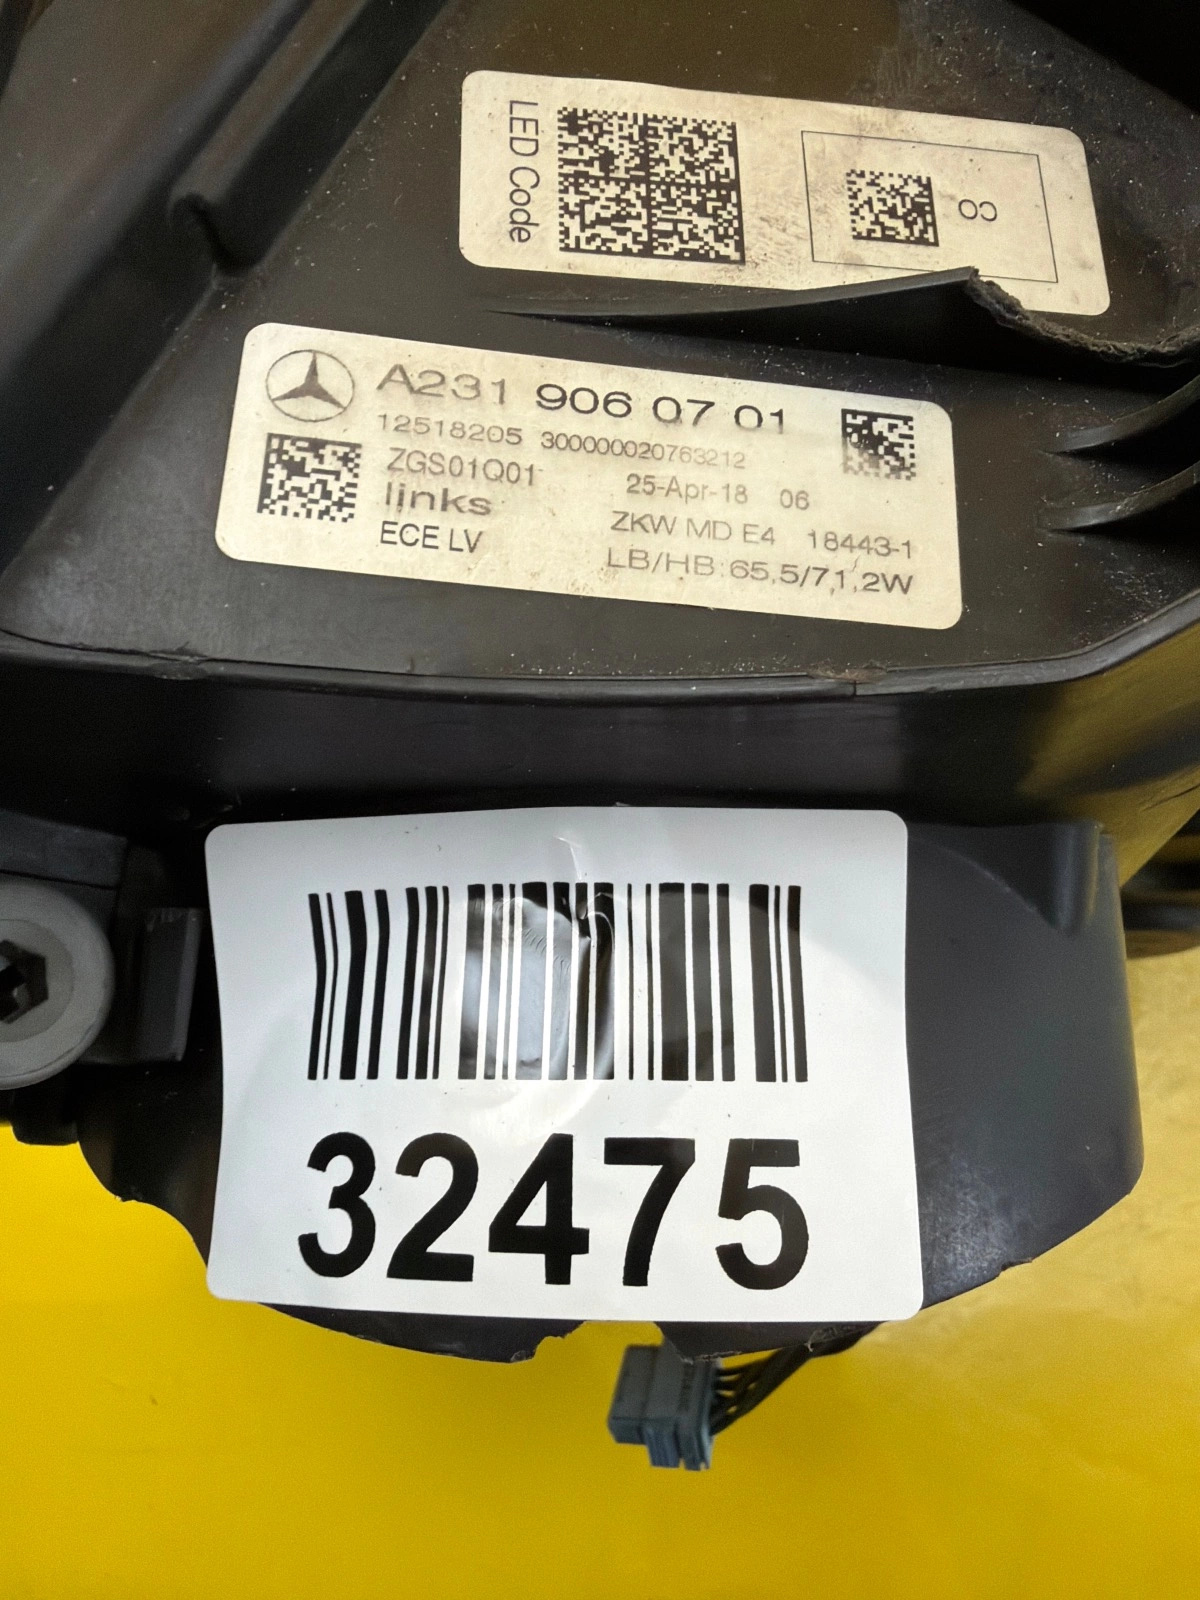 LED Code
CO
A231 906 07 01
12518205 300000020763212
ZGS01Q01 25-Apr-18 06
links ZKW MD E4 18443-1
ECE LV LB/HB: 65,5/71,2W
32475